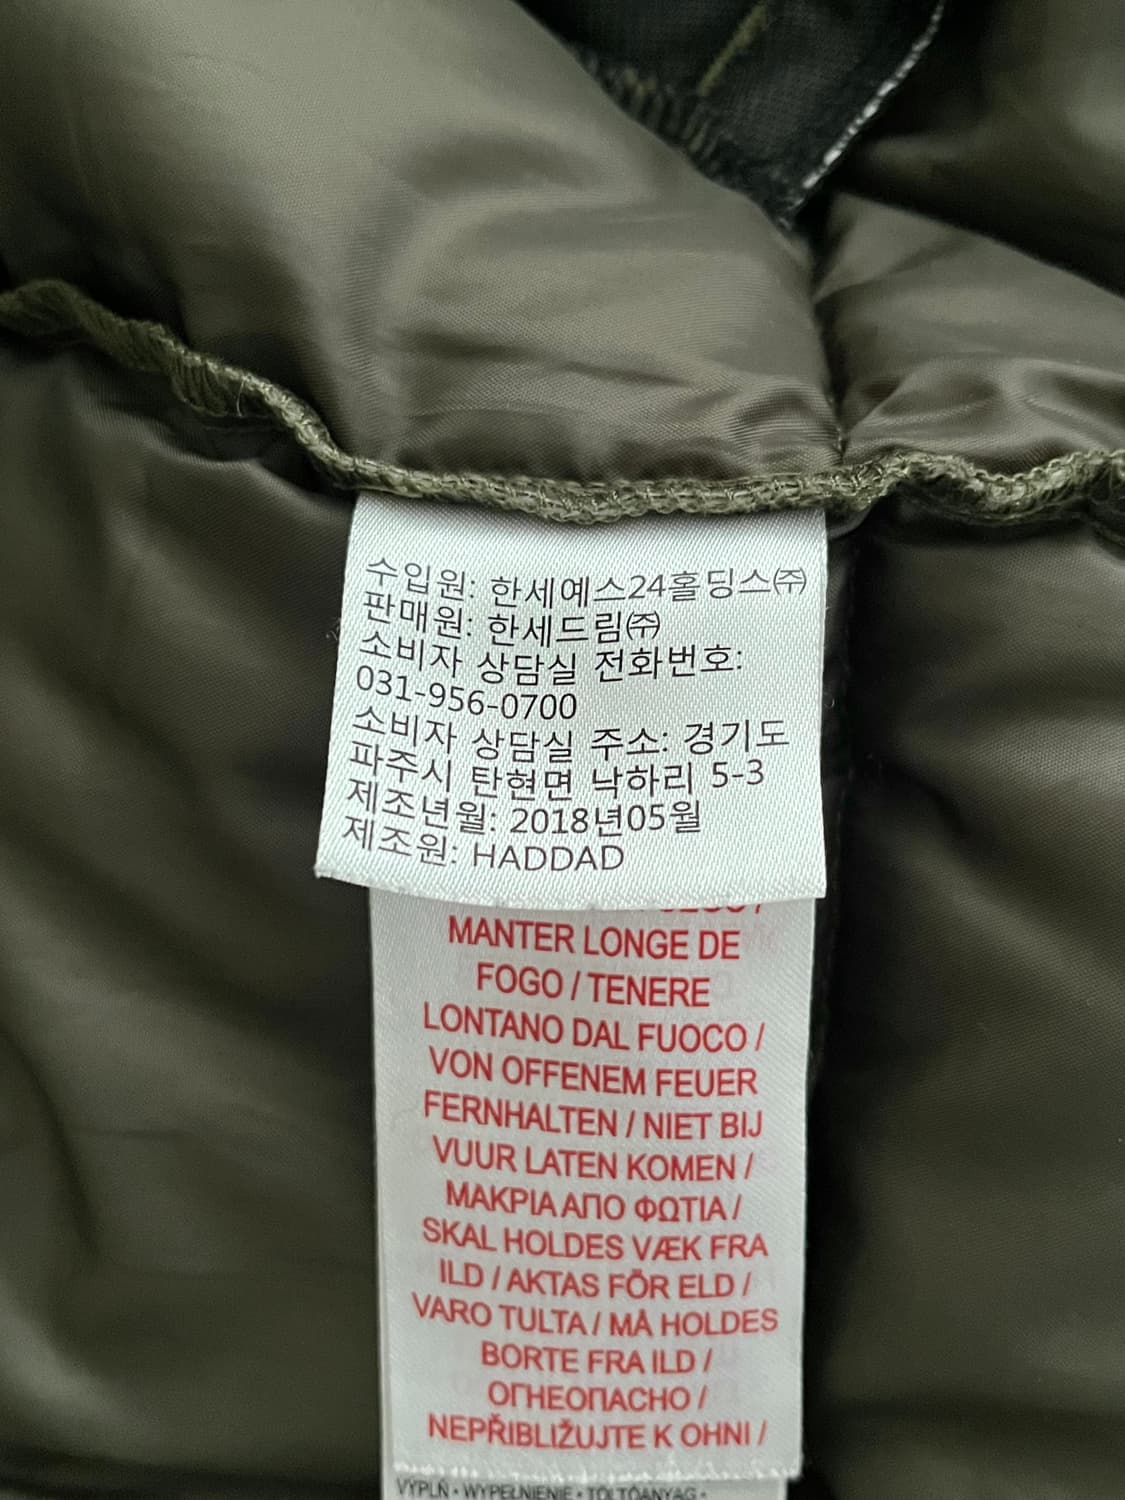 수입원: 한세예스24홀딩스㈜
판매원: 한세드림㈜
소비자 상담실 전화번호:
031-956-0700
소비자 상담실 주소: 경기도
파주시 탄현면 낙하리 5-3
제조년월: 2018년05월
제조원: HADDAD
MANTER LONGE DE
FOGO / TENERE
LONTANO DAL FUOCO /
VON OFFENEM FEUER
FERNHALTEN / NIET BIJ
VUUR LATEN KOMEN /
ΜΑΚΡΙΑ ΑΠΟ ΦΩΤΙΑ /
SKAL HOLDES VÆK FRA
ILD / AKTAS FÖR ELD /
VARO TULTA / MÅ HOLDES
BORTE FRA ILD /
ОГНЕОПАСНО /
NEPŘIBLIŽUJTE K OHNI /
VÝPLŇ • WYPEŁNIENIE • TÖLTŐANYAG •